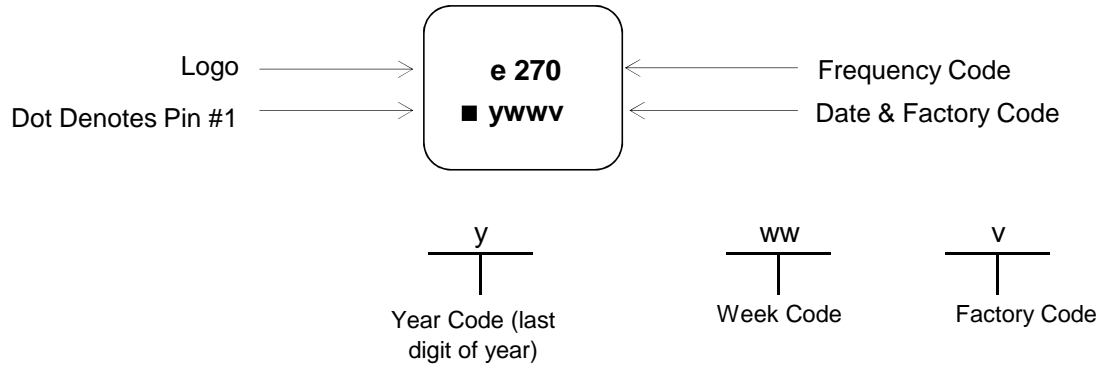 Logo
e 270
Frequency Code
Dot Denotes Pin #1
■ ywwv
Date & Factory Code
y
ww
v
Year Code (last
digit of year)
Week Code
Factory Code